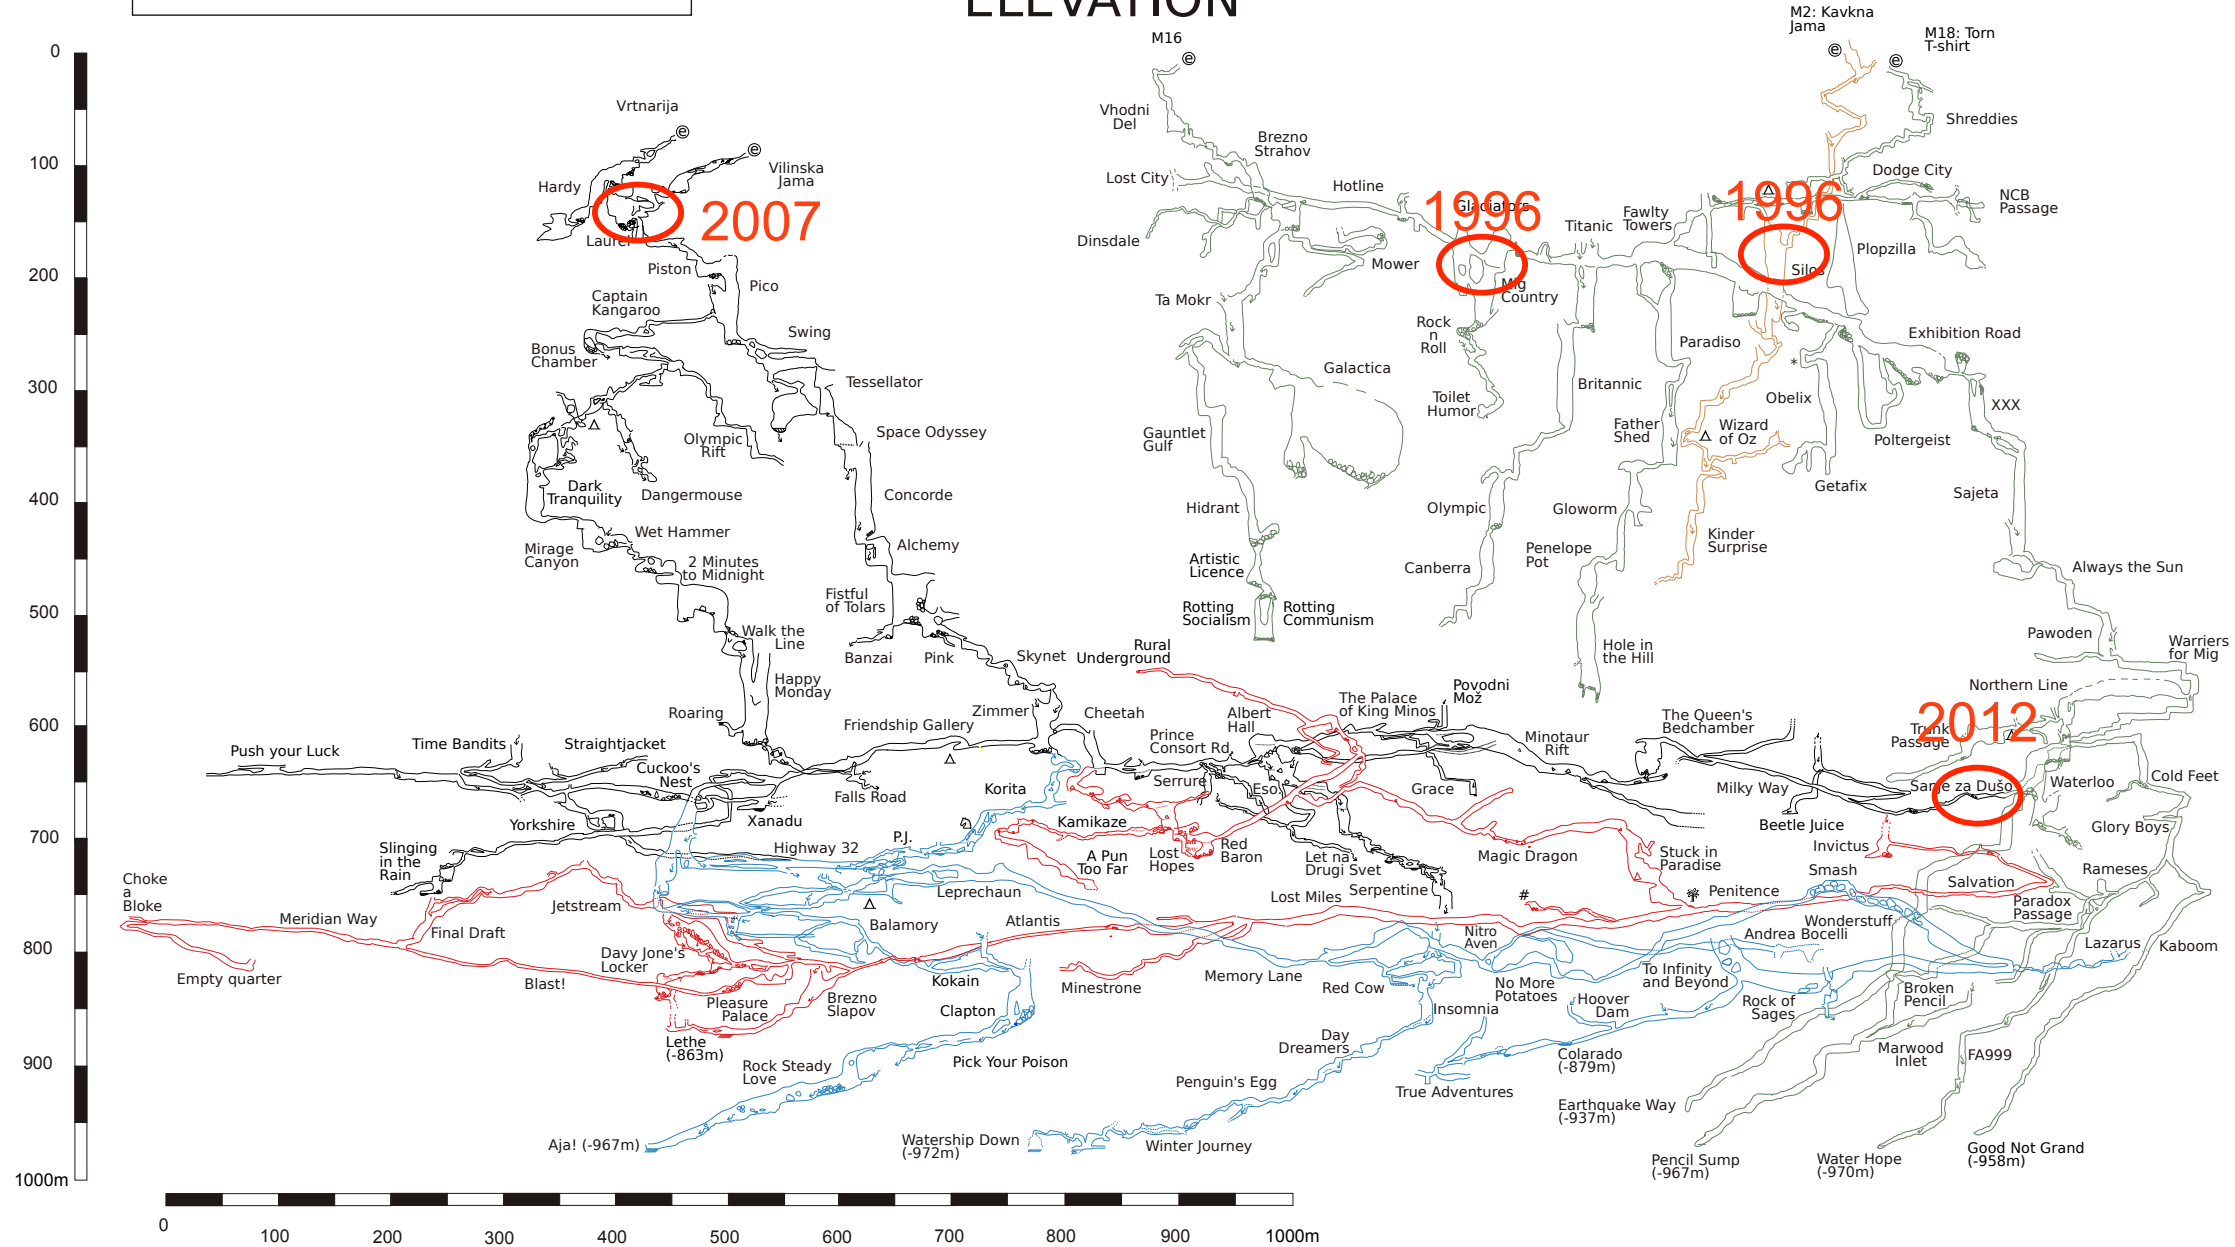 ELEVATION
M2: Kavkna
Jama
M18: Torn
T-shirt
M16
0
100
200
300
400
500
600
700
800
900
1000m
Vrtnarija
Vilinska
Jama
Hardy
2007
Laurel
Piston
Pico
Captain
Kangaroo
Swing
Bonus
Chamber
Tessellator
Olympic
Rift
Space Odyssey
Dark
Tranquility
Dangermouse
Concorde
Wet Hammer
Mirage
Canyon
Alchemy
2 Minutes
to Midnight
Fistful
of Tolars
Walk the
Line
Banzai
Pink
Skynet
Happy
Monday
Roaring
Friendship Gallery
Zimmer
Cheetah
Push your Luck
Time Bandits
Straightjacket
Cuckoo's
Nest
Falls Road
Korita
Yorkshire
Xanadu
Slinging
in the
Rain
Highway 32
P.J.
Kamikaze
A Pun
Too Far
Leprechaun
Choke
a
Bloke
Meridian Way
Final Draft
Jetstream
Balamory
Atlantis
Empty quarter
Blast!
Davy Jone's
Locker
Pleasure
Palace
Brezno
Slapov
Kokain
Clapton
Minestrone
Lethe
(-863m)
Rock Steady
Love
Pick Your Poison
Aja! (-967m)
Watership Down
(-972m)
Winter Journey
Penguin's Egg
Day
Dreamers
Insomnia
Red Cow
Memory Lane
Vhodni
Del
Brezno
Strahov
Lost City
Hotline
Dinsdale
Mower
Ta Mokr
Galactica
Gauntlet
Gulf
Hidrant
Artistic
Licence
Rotting
Socialism
Rotting
Communism
1996
Gladiators
Mig
Country
Rock
n
Roll
Toilet
Humor
Titanic
Fawlty
Towers
1996
Silos
Shreddies
Dodge City
NCB
Passage
Plopzilla
Exhibition Road
Paradiso
*
Britannic
Obelix
XXX
Father
Shed
Wizard
of Oz
Poltergeist
Getafix
Sajeta
Olympic
Gloworm
Kinder
Surprise
Canberra
Penelope
Pot
Always the Sun
Hole in
the Hill
Pawoden
Warriers
for Mig
Northern Line
2012
Trunk
Passage
Sanje za Dušo
Waterloo
Cold Feet
Glory Boys
Rural
Underground
The Palace
of King Minos
Povodni
Mož
Albert
Hall
Prince
Consort Rd
Serrure
Eso
Minotaur
Rift
The Queen's
Bedchamber
Grace
Milky Way
Beetle Juice
Invictus
Lost
Hopes
Red
Baron
Let na
Drugi Svet
Serpentine
Magic Dragon
Stuck in
Paradise
Smash
Salvation
Rameses
Lost Miles
#
*
Penitence
Paradox
Passage
Wonderstuff
Andrea Bocelli
Nitro
Aven
Lazarus
Kaboom
No More
Potatoes
To Infinity
and Beyond
Hoover
Dam
Rock of
Sages
Broken
Pencil
Colarado
(-879m)
True Adventures
Marwood
Inlet
FA999
Earthquake Way
(-937m)
Pencil Sump
(-967m)
Water Hope
(-970m)
Good Not Grand
(-958m)
0
100
200
300
400
500
600
700
800
900
1000m